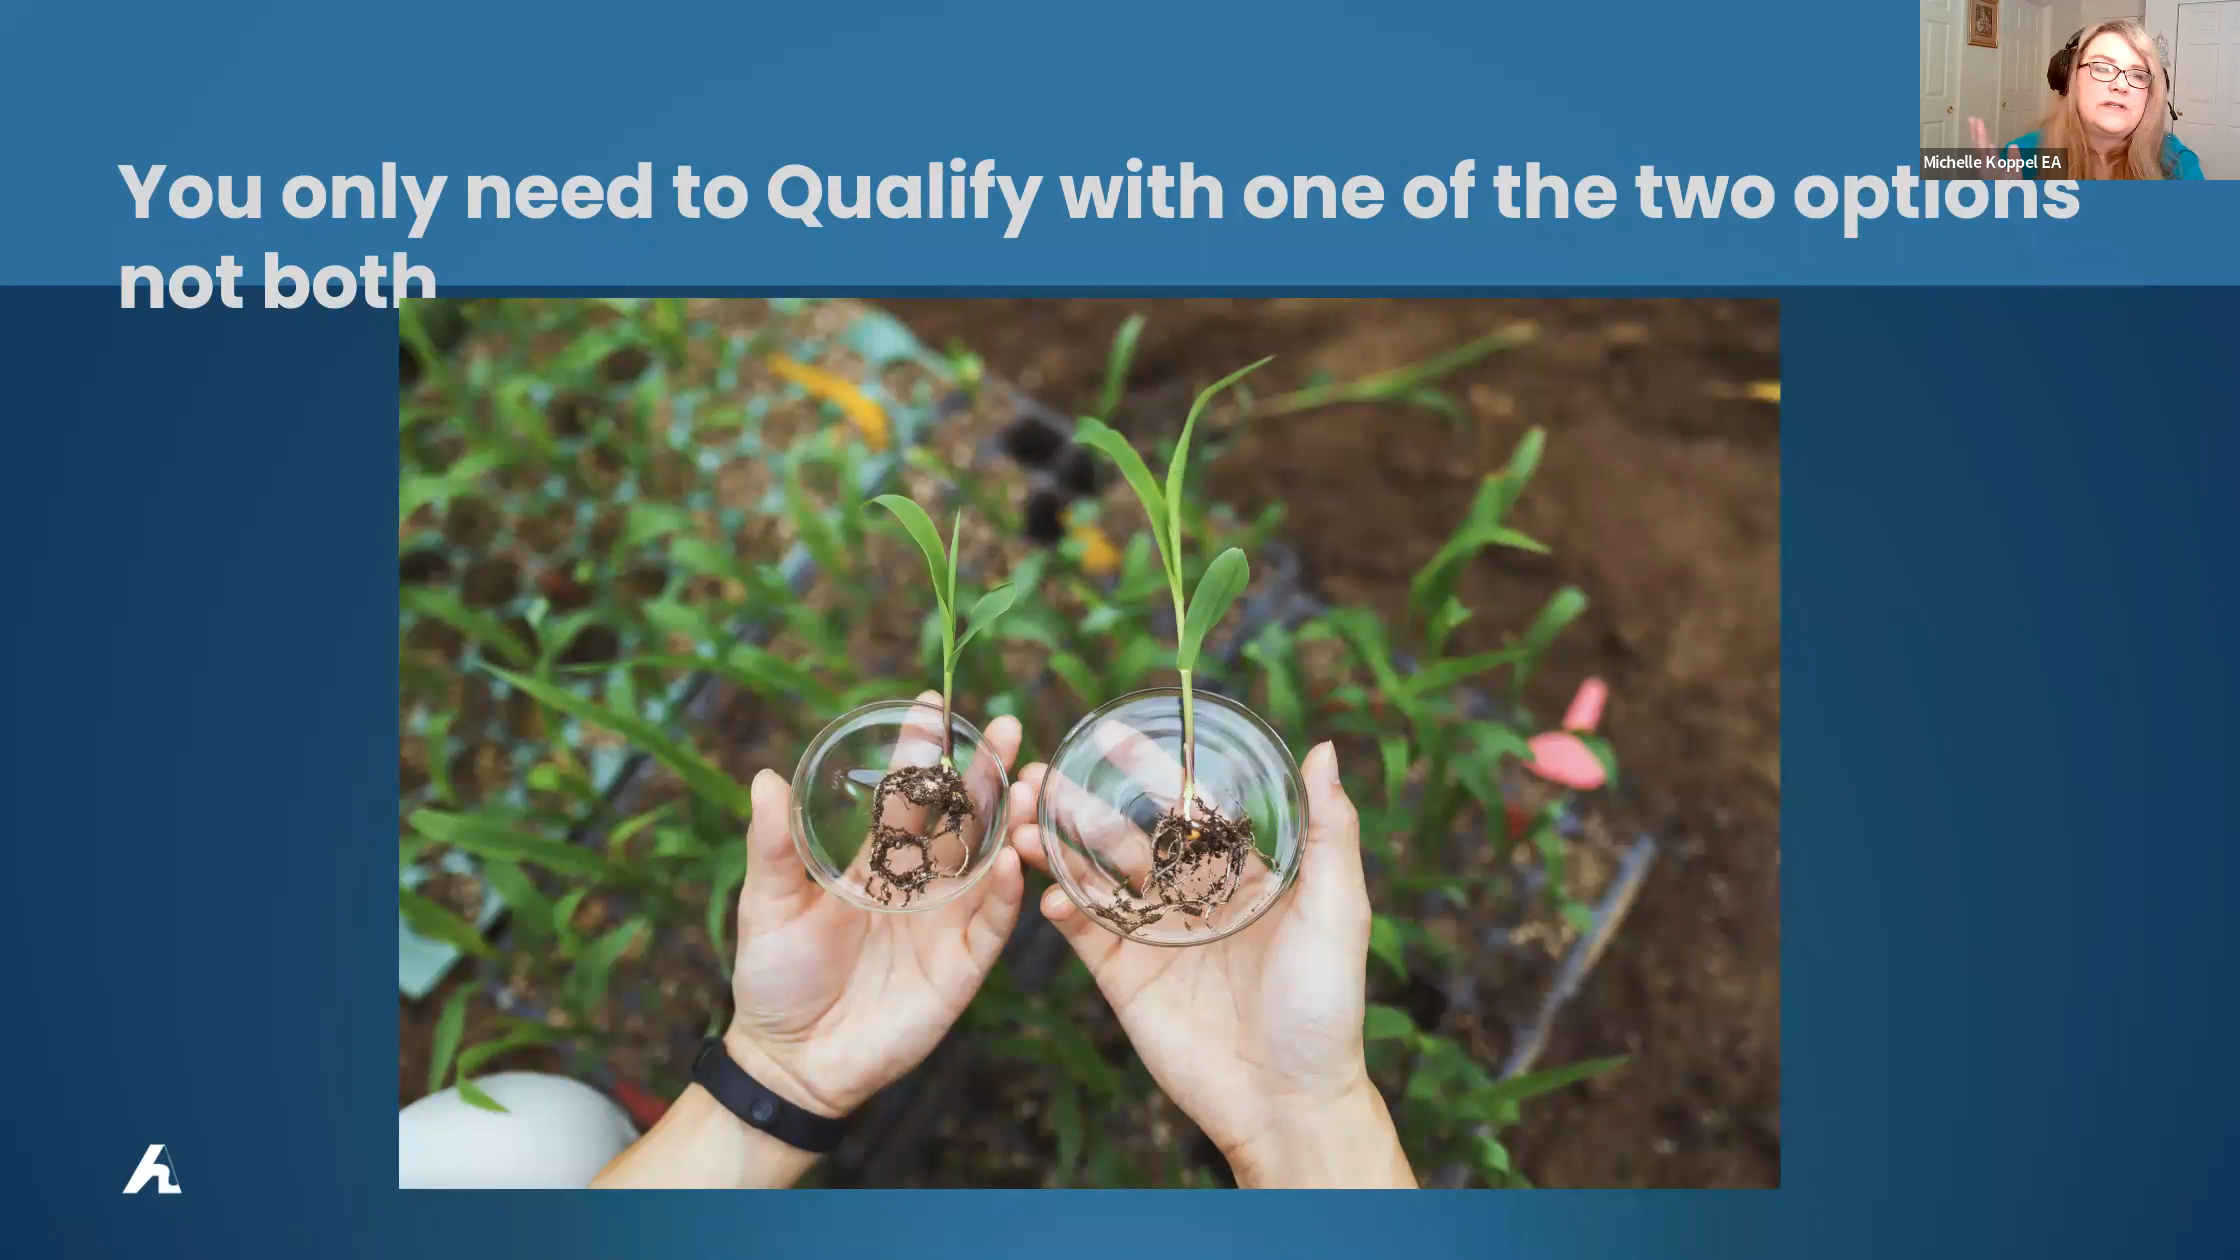 Michelle Koppel EA
You only need to Qualify with one of the two options
not both